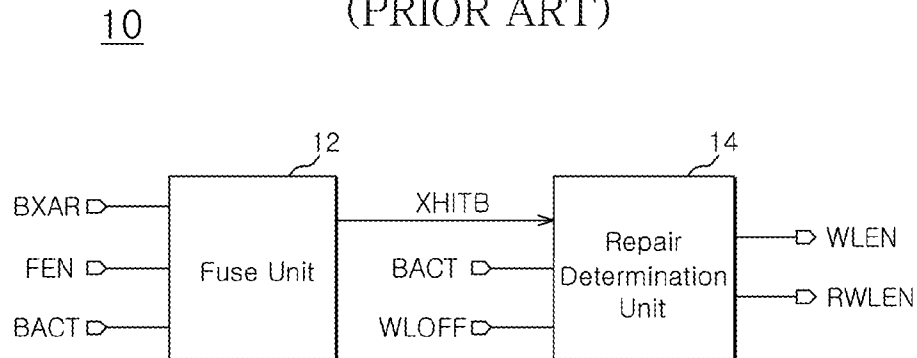 (PRIOR ART)
10
12
14
BXAR
XHITB
WLEN
FEN
Fuse Unit
BACT
Repair
Determination
Unit
RWLEN
BACT
WLOFF